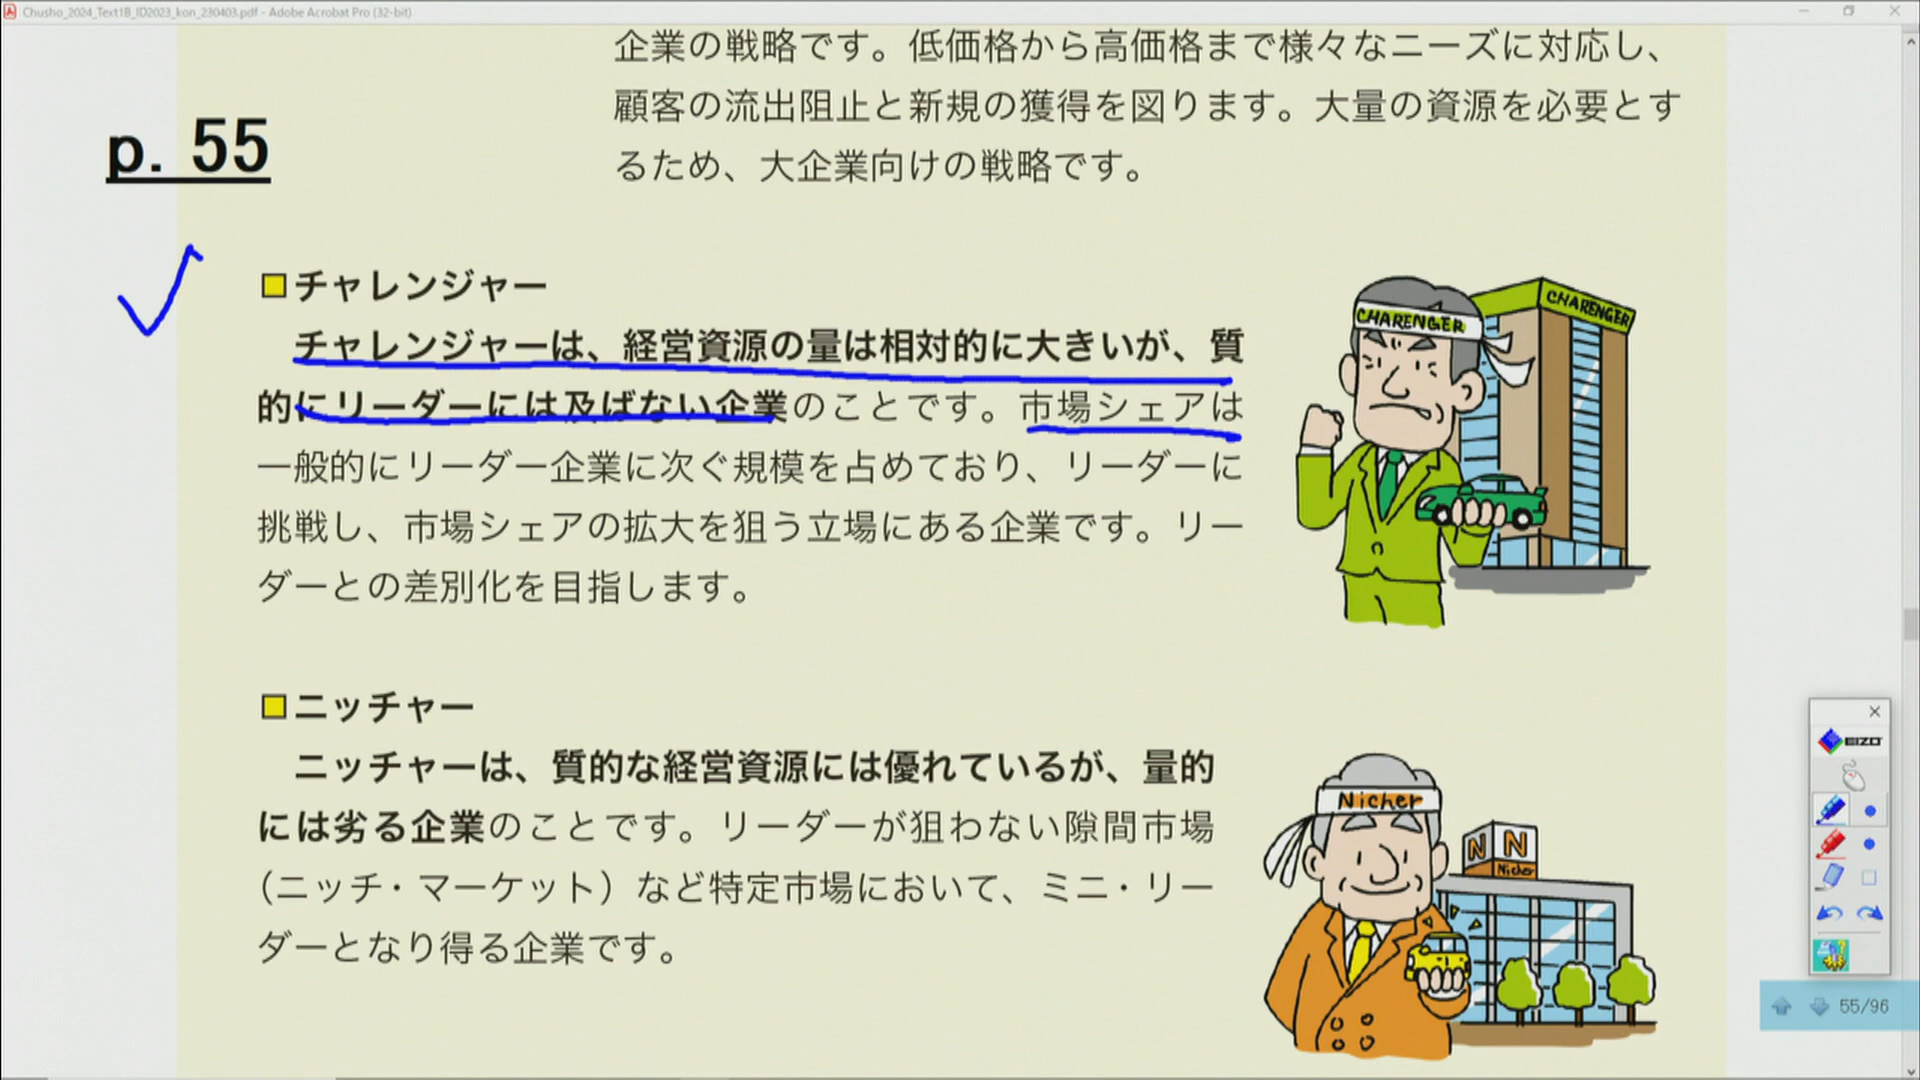 Chusho_2024_Text1B_ID2023_kon_230403.pdf - Adobe Acrobat Pro (32-bit)
企業の戦略です。低価格から高価格まで様々なニーズに対応し、
顧客の流出阻止と新規の獲得を図ります。大量の資源を必要とす
るため、大企業向けの戦略です。
p. 55
チャレンジャー
チャレンジャーは、経営資源の量は相対的に大きいが、質
的にリーダーには及ばない企業のことです。市場シェアは
一般的にリーダー企業に次ぐ規模を占めており、リーダーに
挑戦し、市場シェアの拡大を狙う立場にある企業です。リー
ダーとの差別化を目指します。
CHARENGER
CHARENGER
ニッチャー
ニッチャーは、質的な経営資源には優れているが、量的
には劣る企業のことです。リーダーが狙わない隙間市場
（ニッチ・マーケット）など特定市場において、ミニ・リー
ダーとなり得る企業です。
Nicher
N N
Nicher
EIZO
55/96